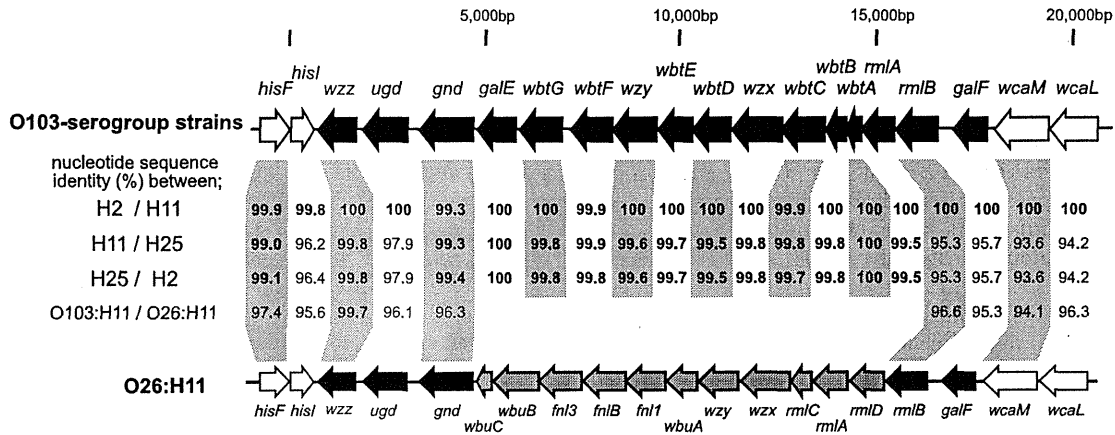 5,000bp 10,000bp 15,000bp 20,000bp
hisF hisI wzz ugd gnd galE wbtG wbtF wzy wbtE wbtD wzx wbtC wbtB wbtA rmlA rmlB galF wcaM wcaL
O103-serogroup strains
nucleotide sequence
identity (%) between;
H2 / H11 99.9 99.8 100 100 99.3 100 100 99.9 100 100 100 100 99.9 100 100 100 100 100 100 100
H11 / H25 99.0 96.2 99.8 97.9 99.3 100 99.8 99.9 99.6 99.7 99.5 99.8 99.8 99.8 100 99.5 95.3 95.7 93.6 94.2
H25 / H2 99.1 96.4 99.8 97.9 99.4 100 99.8 99.8 99.6 99.7 99.5 99.8 99.7 99.8 100 99.5 95.3 95.7 93.6 94.2
O103:H11 / O26:H11 97.4 95.6 99.7 96.1 96.3 96.6 95.3 94.1 96.3
O26:H11
hisF hisI wzz ugd gnd wbuC wbuB fnl3 fnlB fnl1 wbuA wzy wzx rmlC rmlA rmlD rmlB galF wcaM wcaL